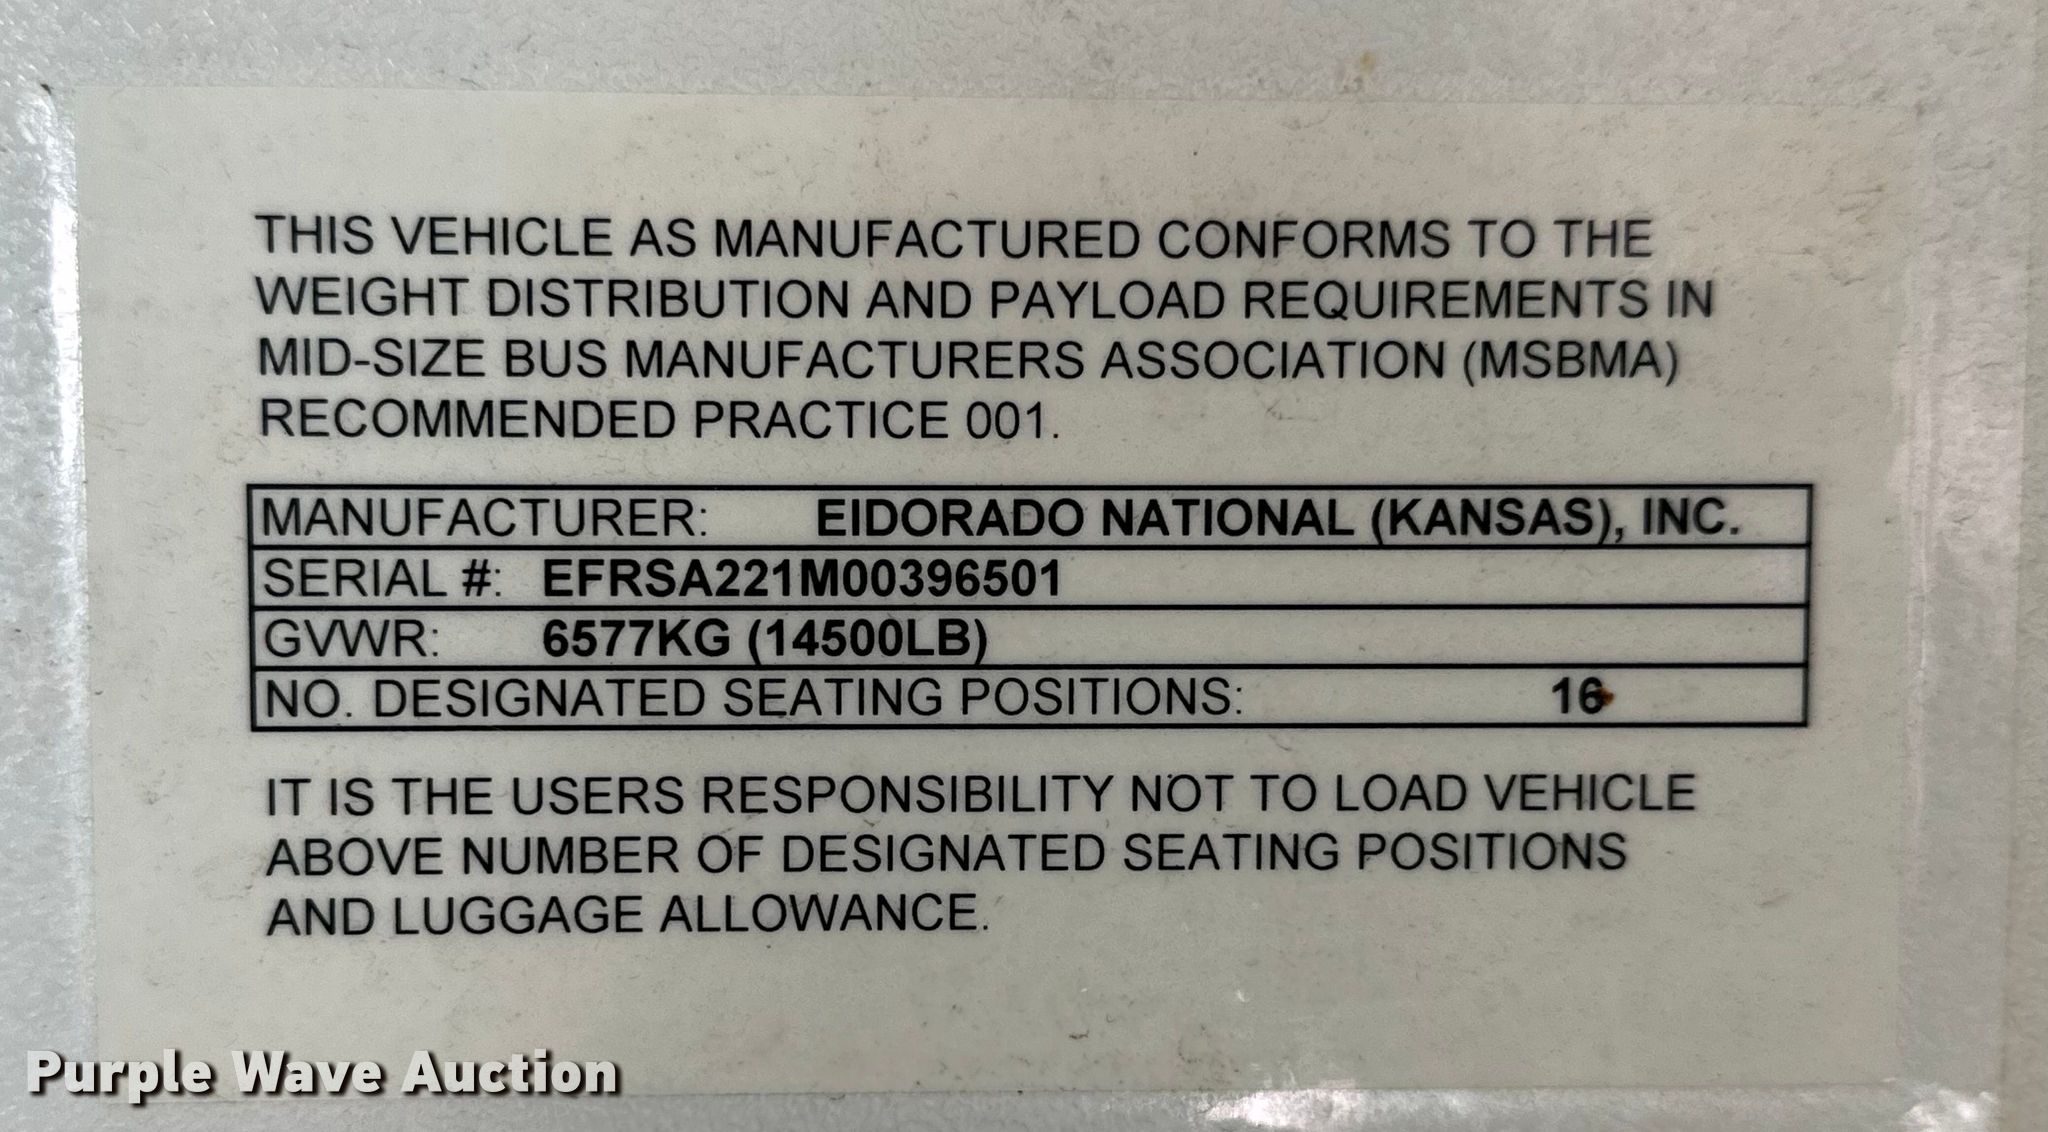 THIS VEHICLE AS MANUFACTURED CONFORMS TO THE
WEIGHT DISTRIBUTION AND PAYLOAD REQUIREMENTS IN
MID-SIZE BUS MANUFACTURERS ASSOCIATION (MSBMA)
RECOMMENDED PRACTICE 001.
MANUFACTURER: EIDORADO NATIONAL (KANSAS), INC.
SERIAL #: EFRSA221M00396501
GVWR: 6577KG (14500LB)
NO. DESIGNATED SEATING POSITIONS: 16
IT IS THE USERS RESPONSIBILITY NOT TO LOAD VEHICLE
ABOVE NUMBER OF DESIGNATED SEATING POSITIONS
AND LUGGAGE ALLOWANCE.
Purple Wave Auction